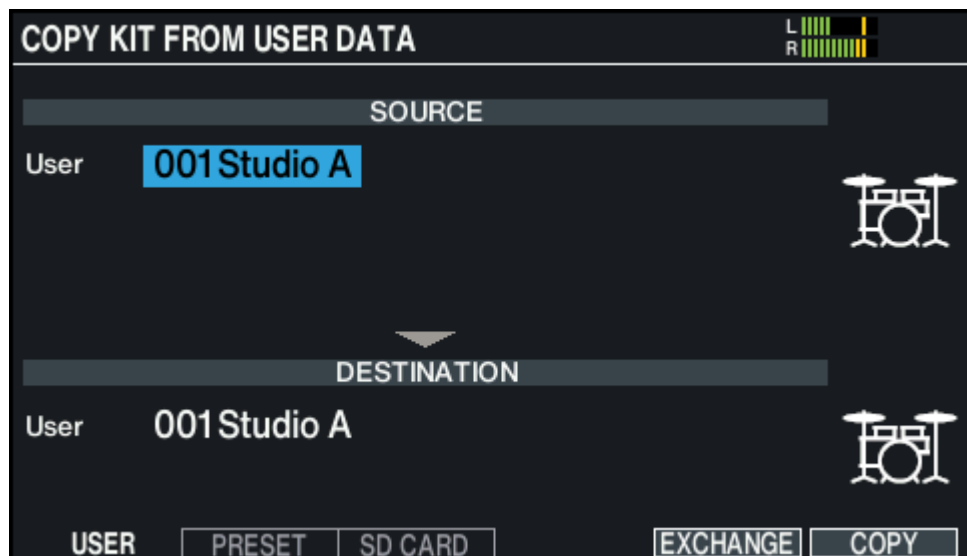 COPY KIT FROM USER DATA
L
R
SOURCE
User 001 Studio A
DESTINATION
User 001 Studio A
USER PRESET SD CARD EXCHANGE COPY